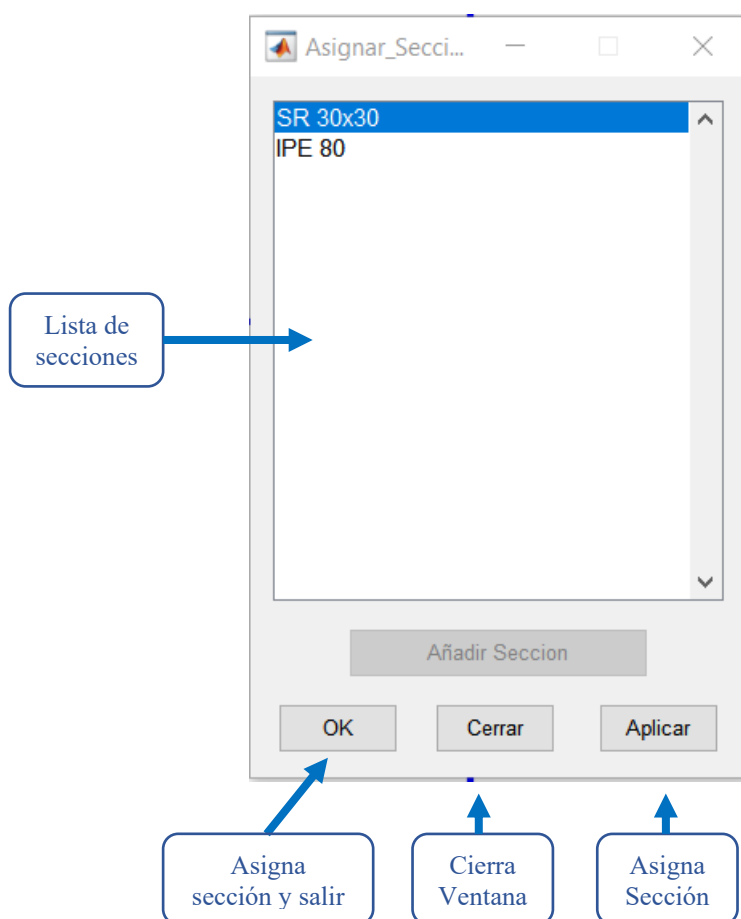 Asignar_Secci...
SR 30x30
IPE 80
Lista de
secciones
Añadir Seccion
OK
Cerrar
Aplicar
Asigna
sección y salir
Cierra
Ventana
Asigna
Sección